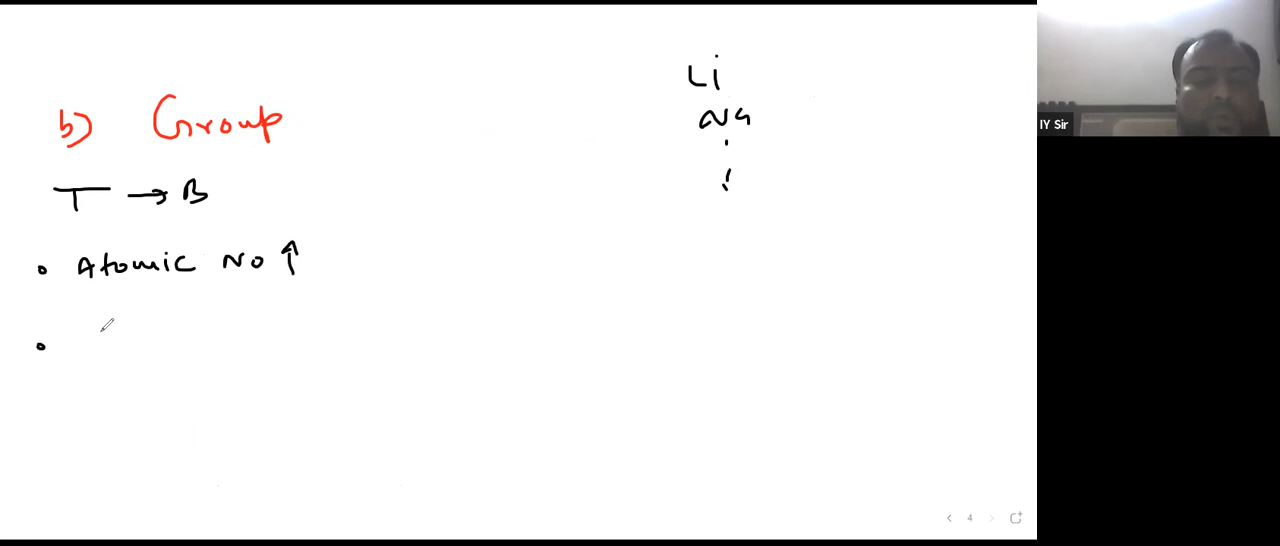 Li
b) Group
Na
T → B
• Atomic No ↑
•
IY Sir
4